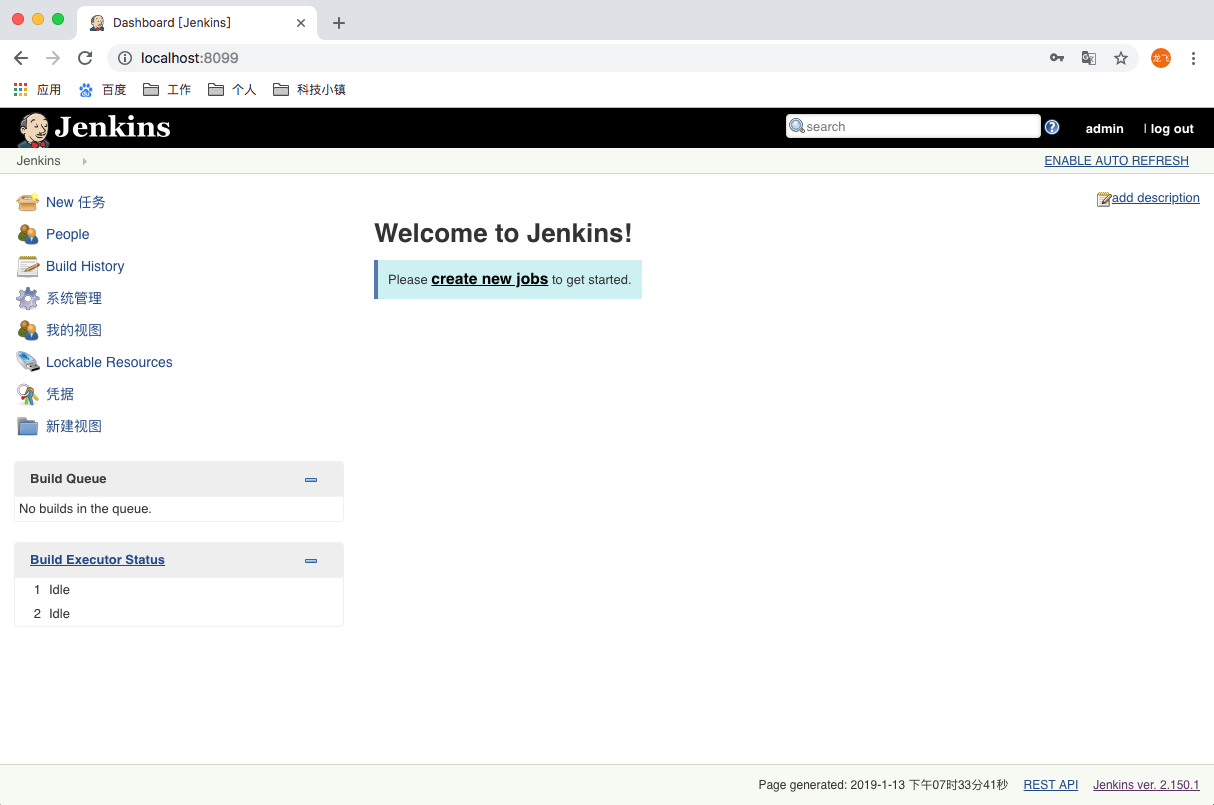 Dashboard [Jenkins]
localhost:8099
龙飞
应用 百度 工作 个人 科技小镇
Jenkins
search
admin | log out
Jenkins
ENABLE AUTO REFRESH
New 任务
People
Build History
系统管理
我的视图
Lockable Resources
凭据
新建视图
Build Queue
No builds in the queue.
Build Executor Status
1 Idle
2 Idle
add description
Welcome to Jenkins!
Please create new jobs to get started.
Page generated: 2019-1-13 下午07时33分41秒 REST API Jenkins ver. 2.150.1